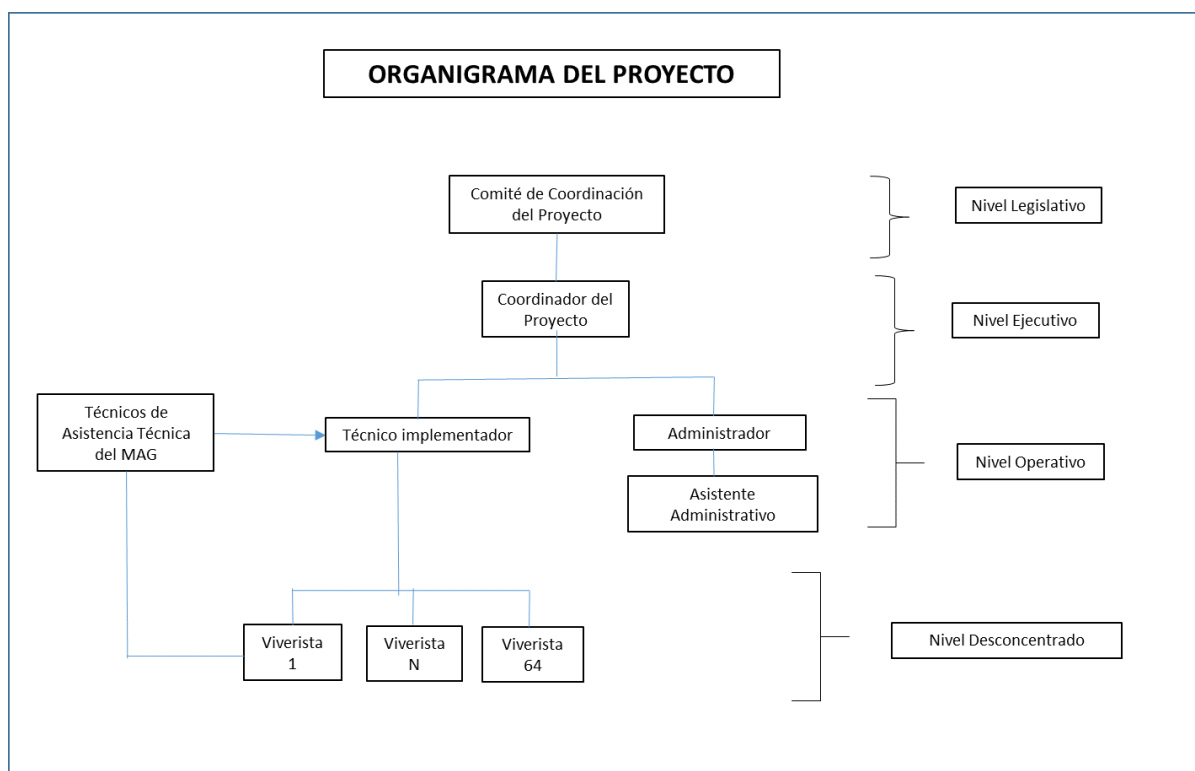 ORGANIGRAMA DEL PROYECTO
Comité de Coordinación
del Proyecto
Nivel Legislativo
Coordinador del
Proyecto
Nivel Ejecutivo
Técnicos de
Asistencia Técnica
del MAG
Técnico implementador
Administrador
Nivel Operativo
Asistente
Administrativo
Viverista
1
Viverista
N
Viverista
64
Nivel Desconcentrado